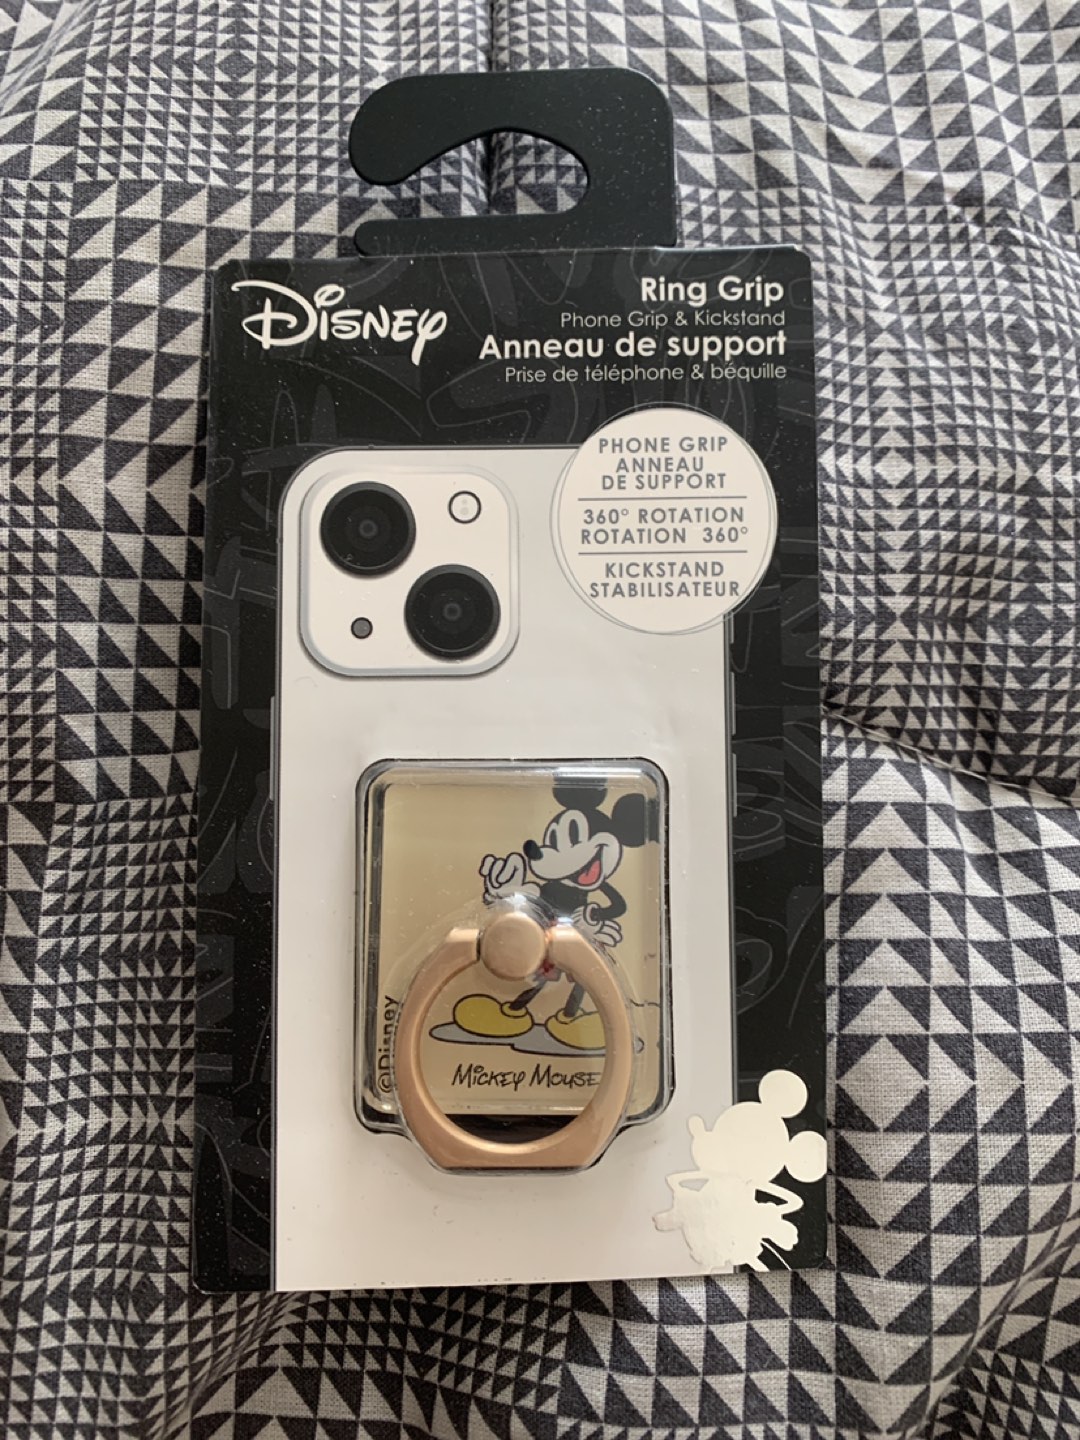 Disney
Ring Grip
Phone Grip & Kickstand
Anneau de support
Prise de téléphone & béquille
PHONE GRIP
ANNEAU
DE SUPPORT
360° ROTATION
ROTATION 360°
KICKSTAND
STABILISATEUR
©Disney
Mickey Mouse